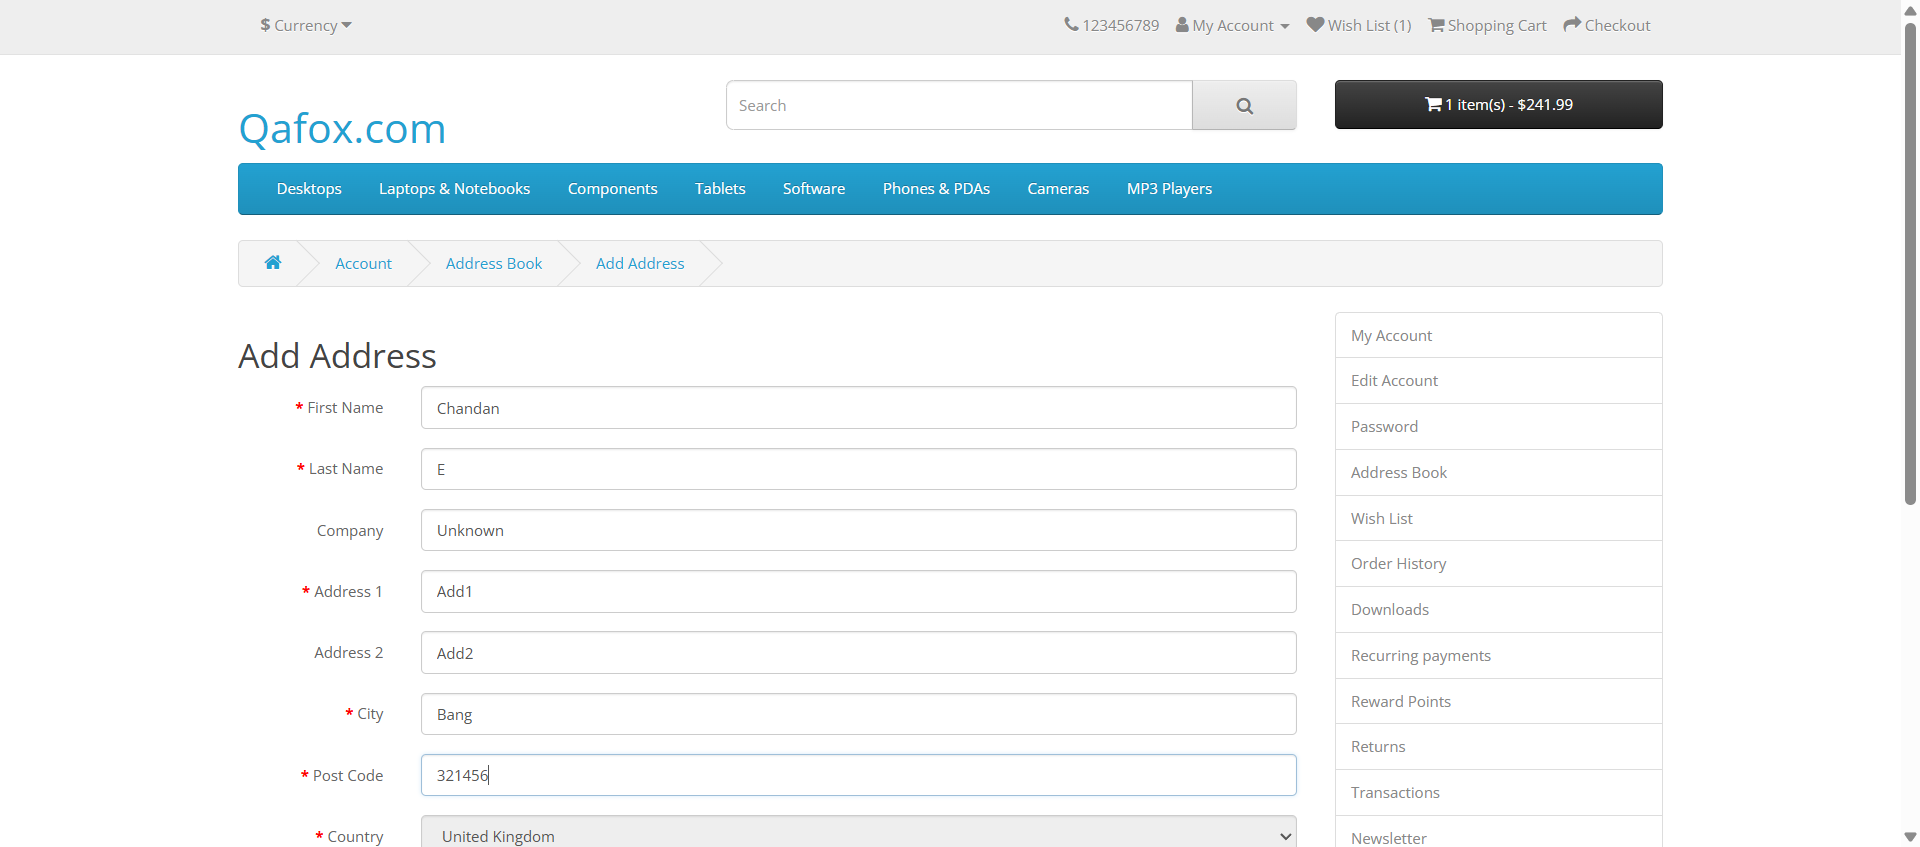 $ Currency
123456789 My Account Wish List (1) Shopping Cart Checkout
Qafox.com
Search
1 item(s) - $241.99
Desktops Laptops & Notebooks Components Tablets Software Phones & PDAs Cameras MP3 Players
Account Address Book Add Address
Add Address
* First Name Chandan
* Last Name E
Company Unknown
* Address 1 Add1
Address 2 Add2
* City Bang
* Post Code 321456
* Country United Kingdom
My Account
Edit Account
Password
Address Book
Wish List
Order History
Downloads
Recurring payments
Reward Points
Returns
Transactions
Newsletter